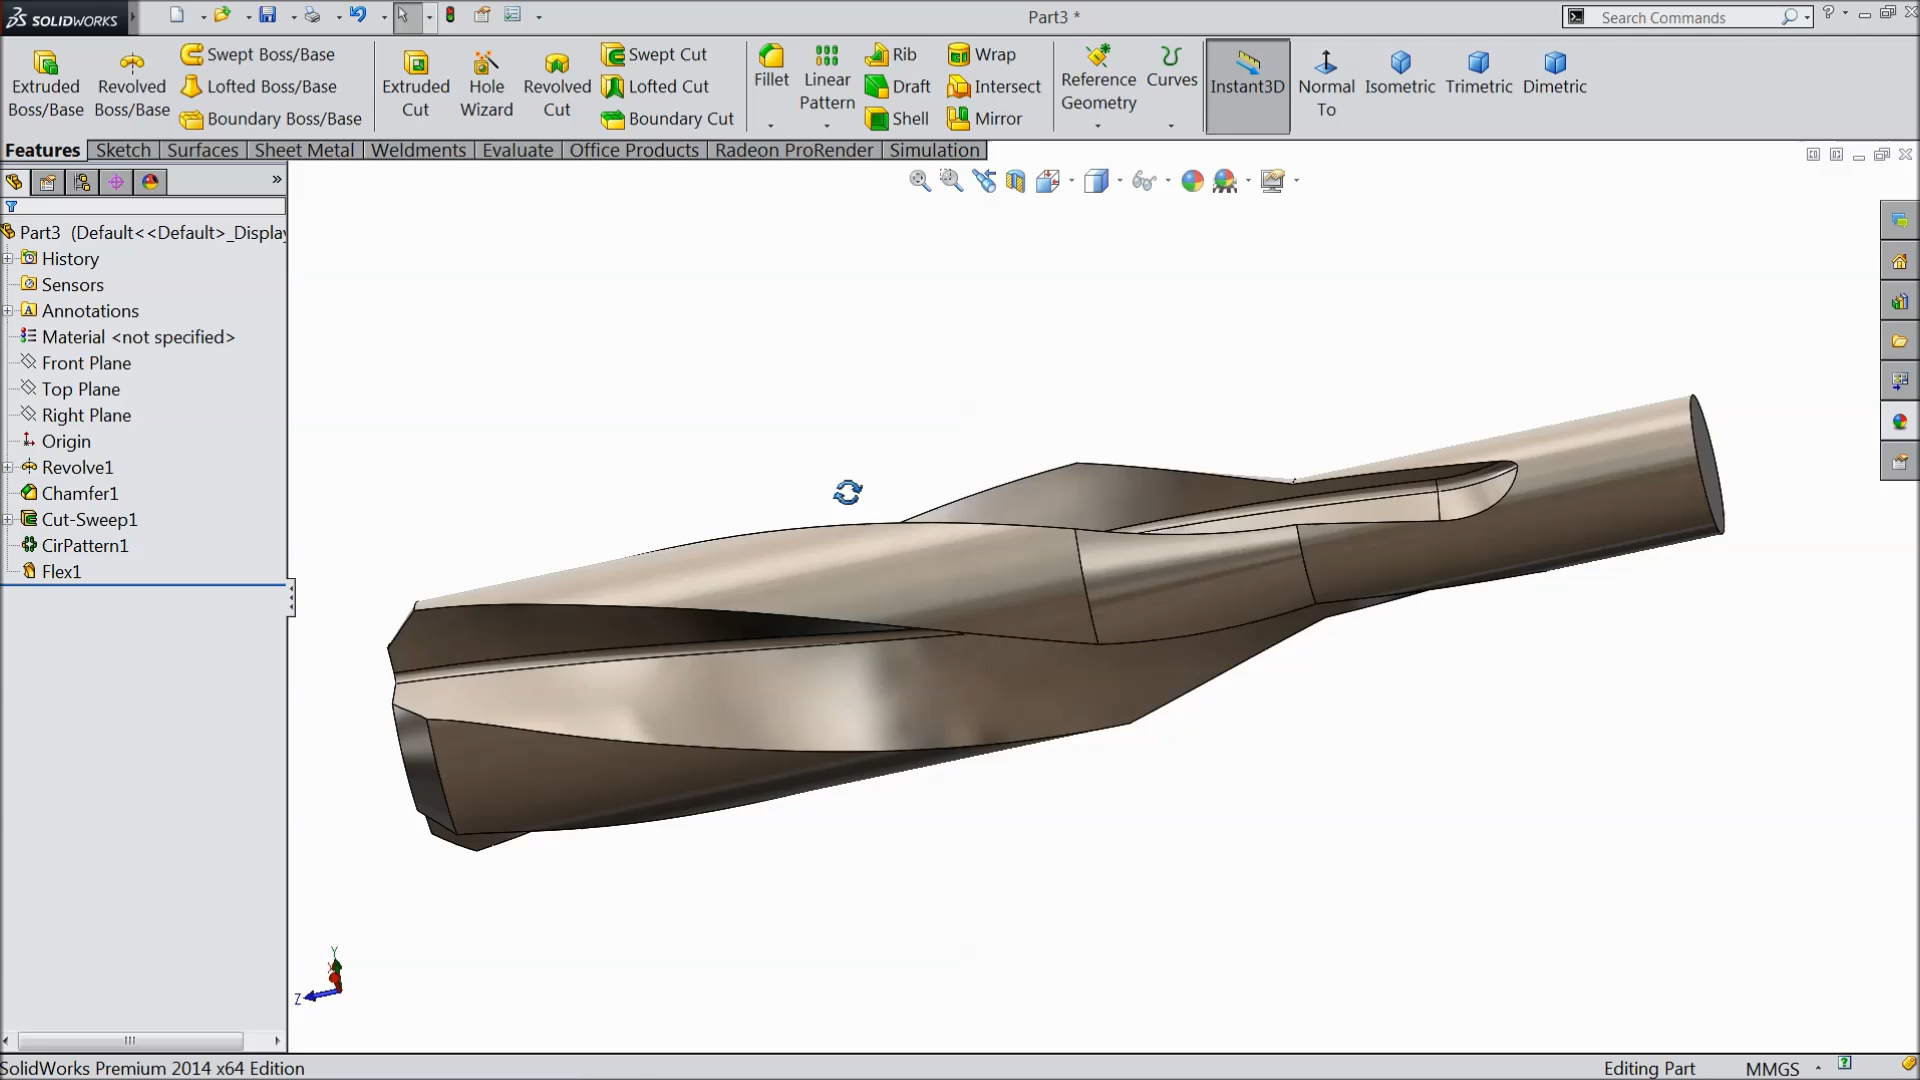 SOLIDWORKS
Part3 *
Search Commands
Extruded Boss/Base
Revolved Boss/Base
Swept Boss/Base
Lofted Boss/Base
Boundary Boss/Base
Extruded Cut
Hole Wizard
Revolved Cut
Swept Cut
Lofted Cut
Boundary Cut
Fillet
Linear Pattern
Rib
Draft
Shell
Wrap
Intersect
Mirror
Reference Geometry
Curves
Instant3D
Normal To
Isometric
Trimetric
Dimetric
Features
Sketch
Surfaces
Sheet Metal
Weldments
Evaluate
Office Products
Radeon ProRender
Simulation
Part3 (Default<<Default>_Displa
History
Sensors
Annotations
Material <not specified>
Front Plane
Top Plane
Right Plane
Origin
Revolve1
Chamfer1
Cut-Sweep1
CirPattern1
Flex1
Y
X
Z
SolidWorks Premium 2014 x64 Edition
Editing Part
MMGS